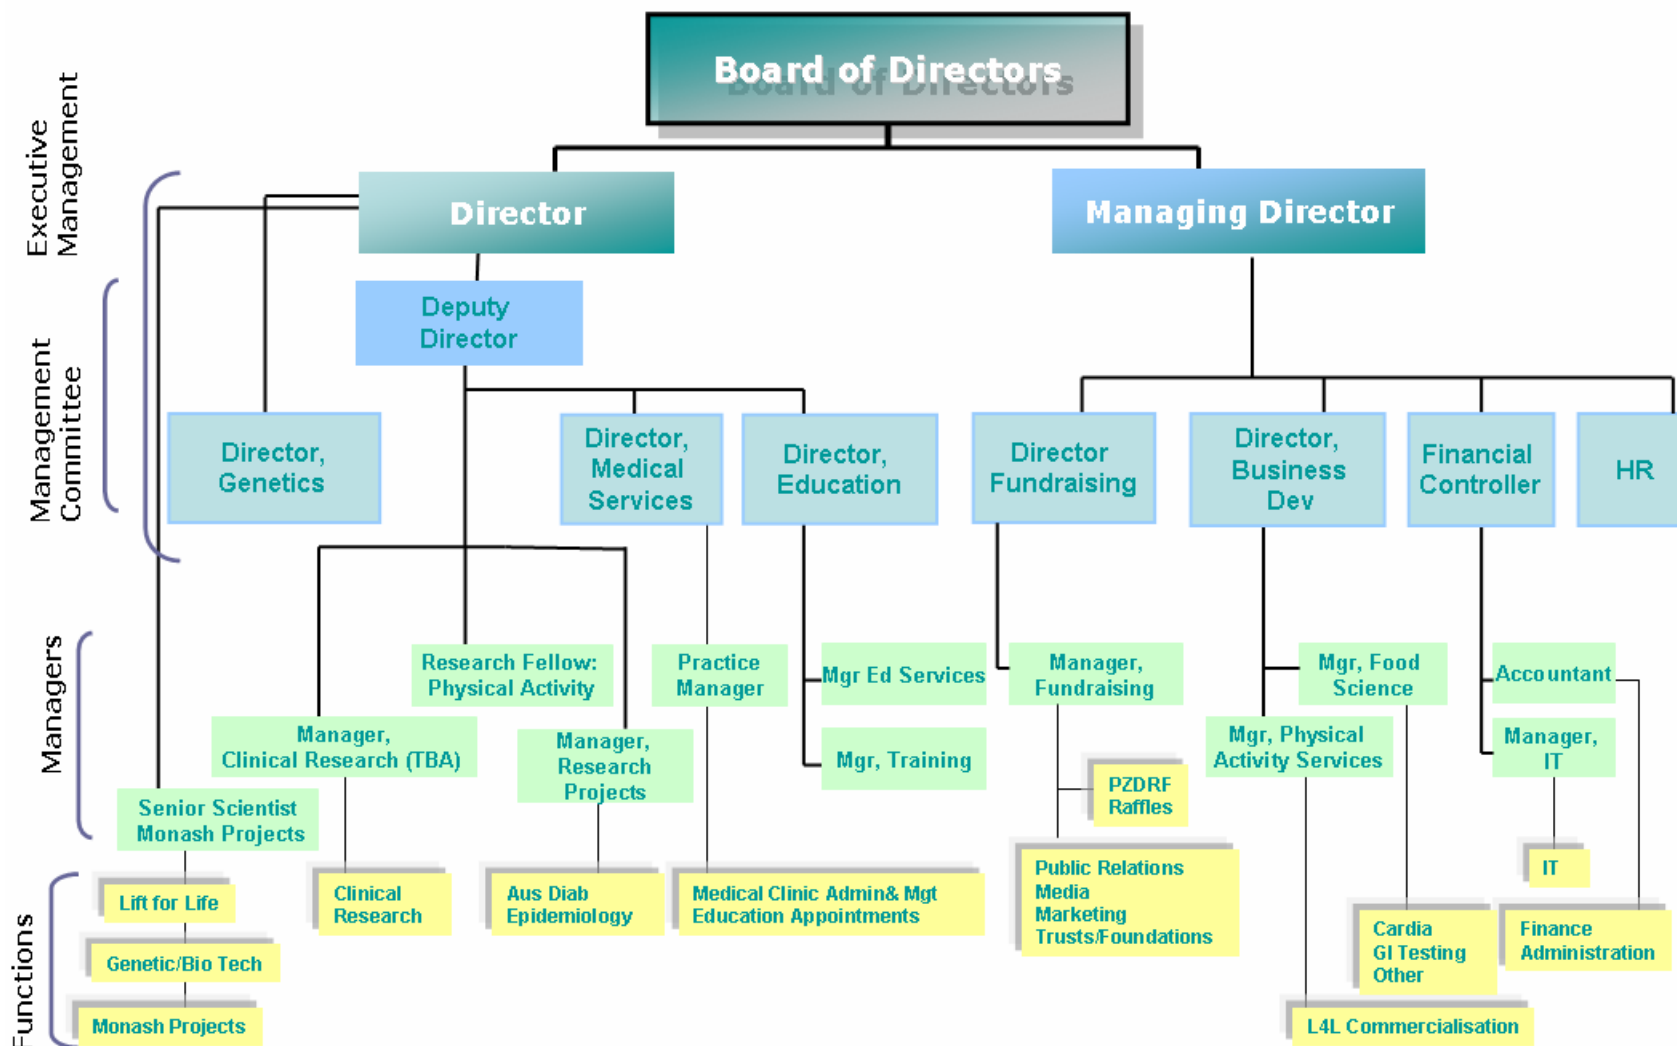 Board of Directors
Executive
Management
Director
Managing Director
Management
Committee
Deputy
Director
Director,
Genetics
Director,
Medical
Services
Director,
Education
Director
Fundraising
Director,
Business
Dev
Financial
Controller
HR
Managers
Research Fellow:
Physical Activity
Practice
Manager
Mgr Ed Services
Manager,
Fundraising
Mgr, Food
Science
Accountant
Manager,
Clinical Research (TBA)
Manager,
Research
Projects
Mgr, Training
Mgr, Physical
Activity Services
Manager,
IT
Senior Scientist
Monash Projects
PZDRF
Raffles
Functions
Lift for Life
Clinical
Research
Aus Diab
Epidemiology
Medical Clinic Admin& Mgt
Education Appointments
Public Relations
Media
Marketing
Trusts/Foundations
IT
Cardia
GI Testing
Other
Finance
Administration
Genetic/Bio Tech
Monash Projects
L4L Commercialisation